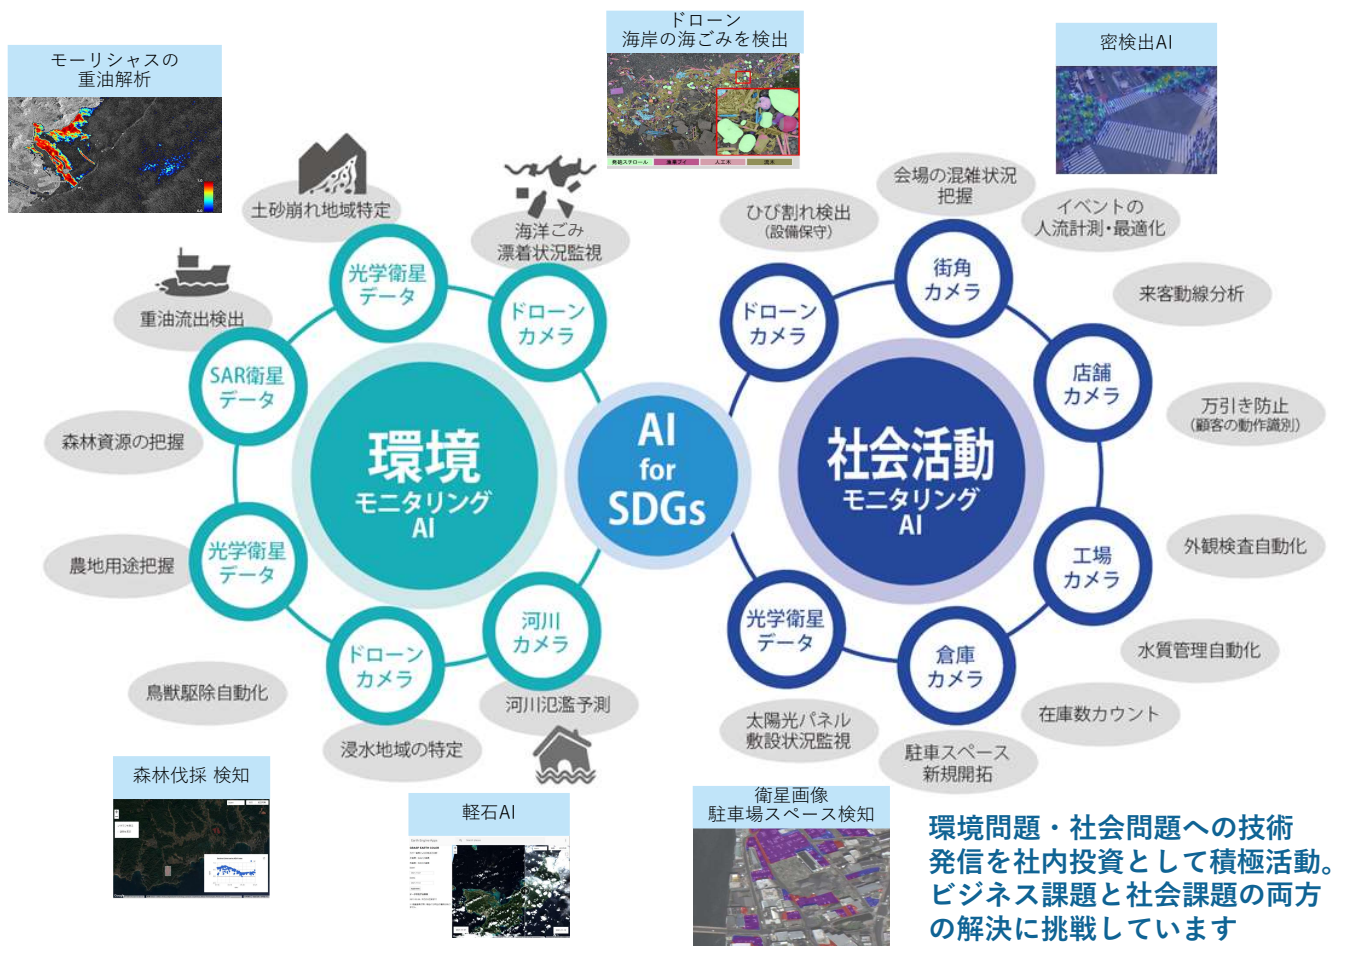 モーリシャスの
重油解析
ドローン
海岸の海ごみを検出
発泡スチロール
漁業ブイ
人工木
流木
密検出AI
土砂崩れ地域特定
海洋ごみ
漂着状況監視
重油流出検出
森林資源の把握
農地用途把握
鳥獣駆除自動化
浸水地域の特定
河川氾濫予測
光学衛星
データ
ドローン
カメラ
SAR衛星
データ
光学衛星
データ
ドローン
カメラ
河川
カメラ
環境
モニタリング
AI
AI
for
SDGs
社会活動
モニタリング
AI
ひび割れ検出
(設備保守)
会場の混雑状況
把握
イベントの
人流計測・最適化
来客動線分析
万引き防止
(顧客の動作識別)
外観検査自動化
水質管理自動化
在庫数カウント
駐車スペース
新規開拓
太陽光パネル
敷設状況監視
ドローン
カメラ
街角
カメラ
店舗
カメラ
工場
カメラ
倉庫
カメラ
光学衛星
データ
森林伐採 検知
軽石AI
衛星画像
駐車場スペース検知
環境問題・社会問題への技術
発信を社内投資として積極活動。
ビジネス課題と社会課題の両方
の解決に挑戦しています